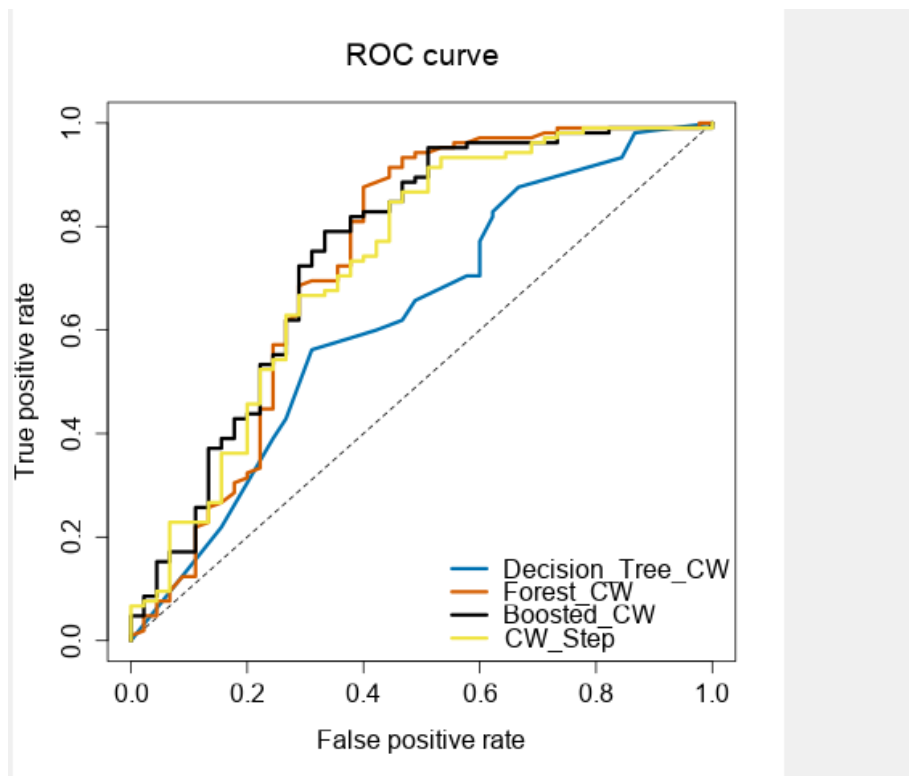 ROC curve
True positive rate
1.0
0.8
0.6
0.4
0.2
0.0
Decision_Tree_CW
Forest_CW
Boosted_CW
CW_Step
0.0 0.2 0.4 0.6 0.8 1.0
False positive rate